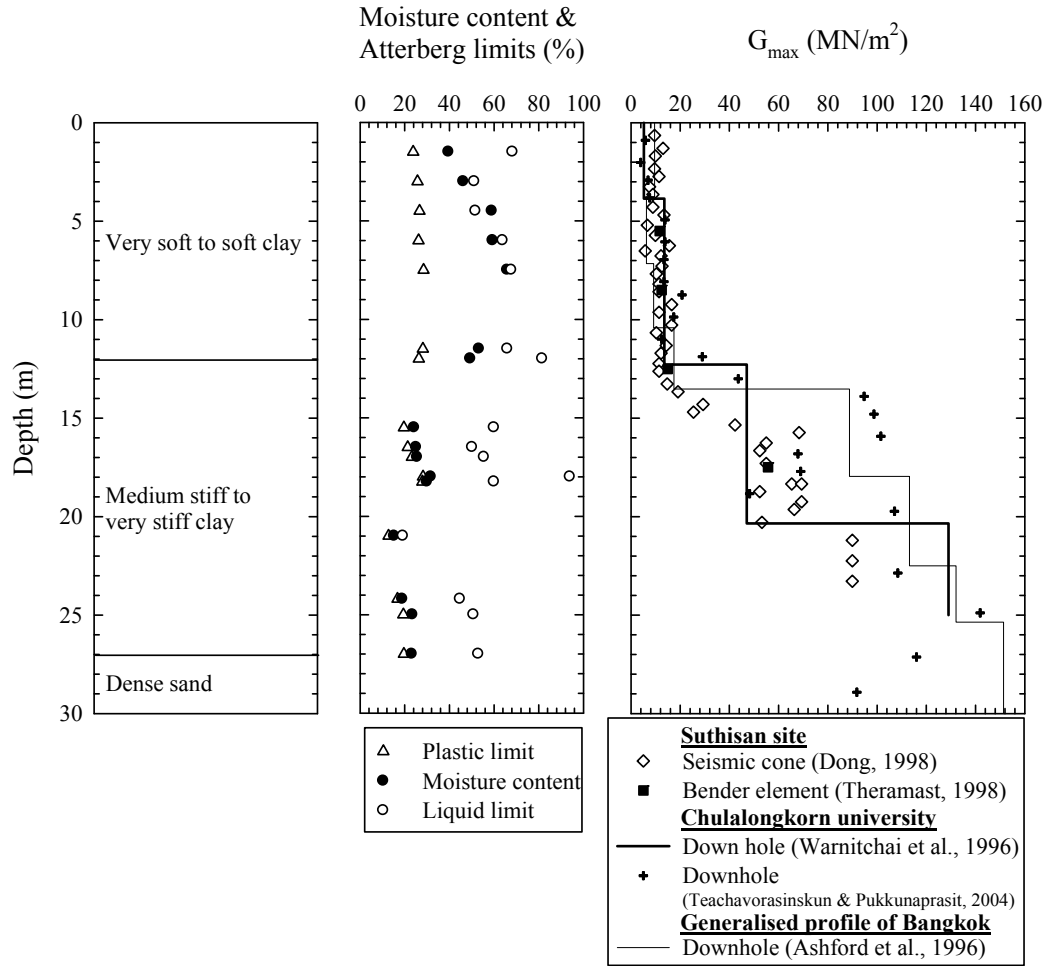 Moisture content &
Atterberg limits (%)
G_max (MN/m²)
0 20 40 60 80 100
0 20 40 60 80 100 120 140 160
0
5
10
15
20
25
30
Depth (m)
Very soft to soft clay
Medium stiff to
very stiff clay
Dense sand
Plastic limit
Moisture content
Liquid limit
Suthisan site
Seismic cone (Dong, 1998)
Bender element (Theramast, 1998)
Chulalongkorn university
Down hole (Warnitchai et al., 1996)
Downhole
(Teachavorasinskun & Pukkunaprasit, 2004)
Generalised profile of Bangkok
Downhole (Ashford et al., 1996)